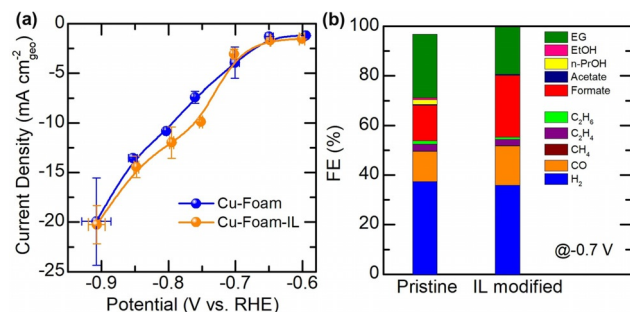 (a)
0
-5
-10
-15
-20
-25
Current Density (mA cm⁻²geo)
Cu-Foam
Cu-Foam-IL
-0.9 -0.8 -0.7 -0.6
Potential (V vs. RHE)
(b)
100
80
60
40
20
0
FE (%)
EG
EtOH
n-PrOH
Acetate
Formate
C₂H₆
C₂H₄
CH₄
CO
H₂
@-0.7 V
Pristine IL modified